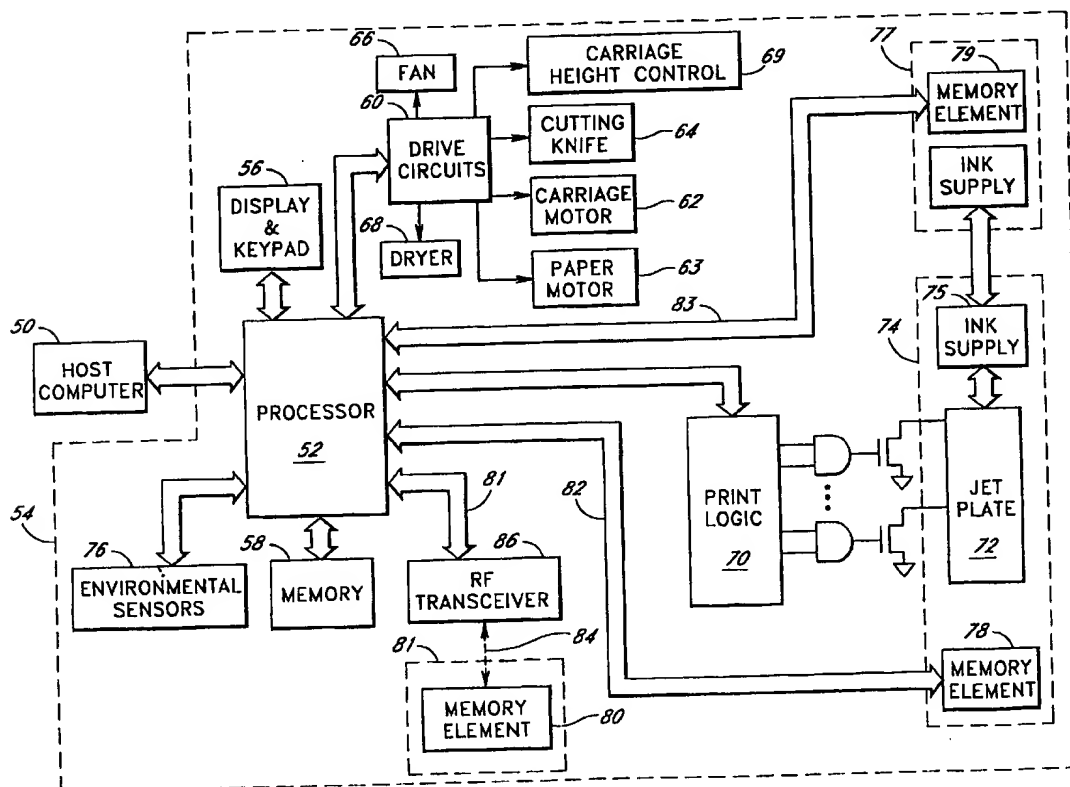 66
FAN
60
DRIVE
CIRCUITS
CARRIAGE
HEIGHT CONTROL
69
CUTTING
KNIFE
64
CARRIAGE
MOTOR
62
PAPER
MOTOR
63
68
DRYER
56
DISPLAY
&
KEYPAD
77
79
MEMORY
ELEMENT
INK
SUPPLY
83
50
HOST
COMPUTER
PROCESSOR
52
74
75
INK
SUPPLY
PRINT
LOGIC
70
JET
PLATE
72
54
76
ENVIRONMENTAL
SENSORS
58
MEMORY
81
86
RF
TRANSCEIVER
82
84
81
MEMORY
ELEMENT
80
78
MEMORY
ELEMENT